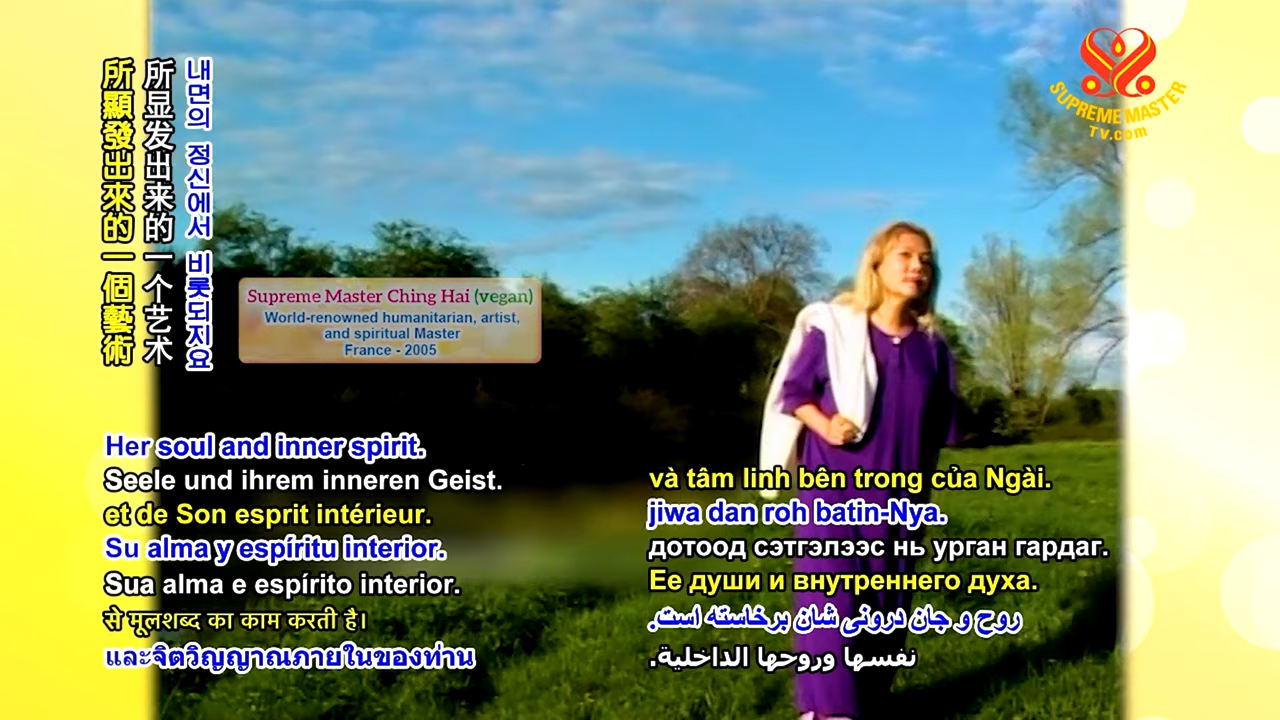 所顯發出來的一個藝術
所显发出来的一个艺术
내면의 정신에서 비롯되지요
SUPREME MASTER
TV.com
Supreme Master Ching Hai (vegan)
World-renowned humanitarian, artist,
and spiritual Master
France - 2005
Her soul and inner spirit.
Seele und ihrem inneren Geist.
et de Son esprit intérieur.
Su alma y espíritu interior.
Sua alma e espírito interior.
से मूलशब्द का काम करती है।
และจิตวิญญาณภายในของท่าน
và tâm linh bên trong của Ngài.
jiwa dan roh batin-Nya.
дотоод сэтгэлээс нь урган гардаг.
Ее души и внутреннего духа.
روح و جان درونی شان برخاسته است.
نفسها وروحها الداخلية.